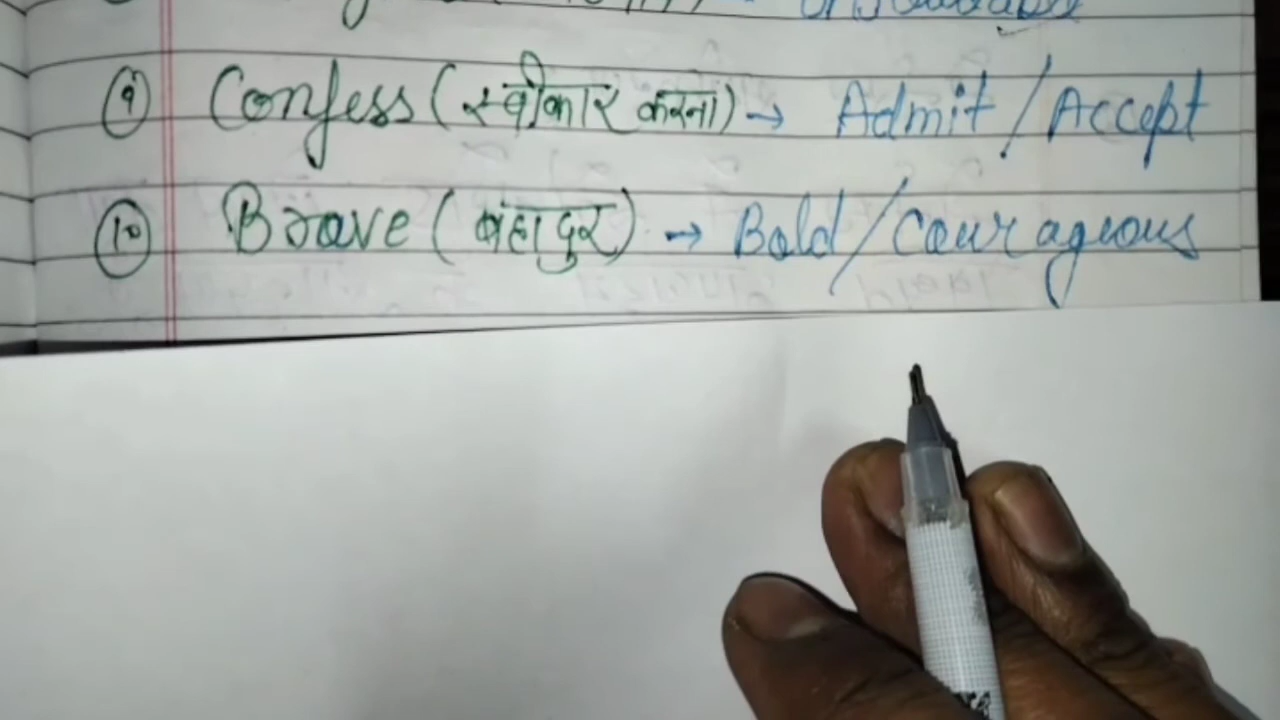 (9) Confess (स्वीकार करना) → Admit / Accept
(10) Brave (बहादुर) → Bold / Courageous